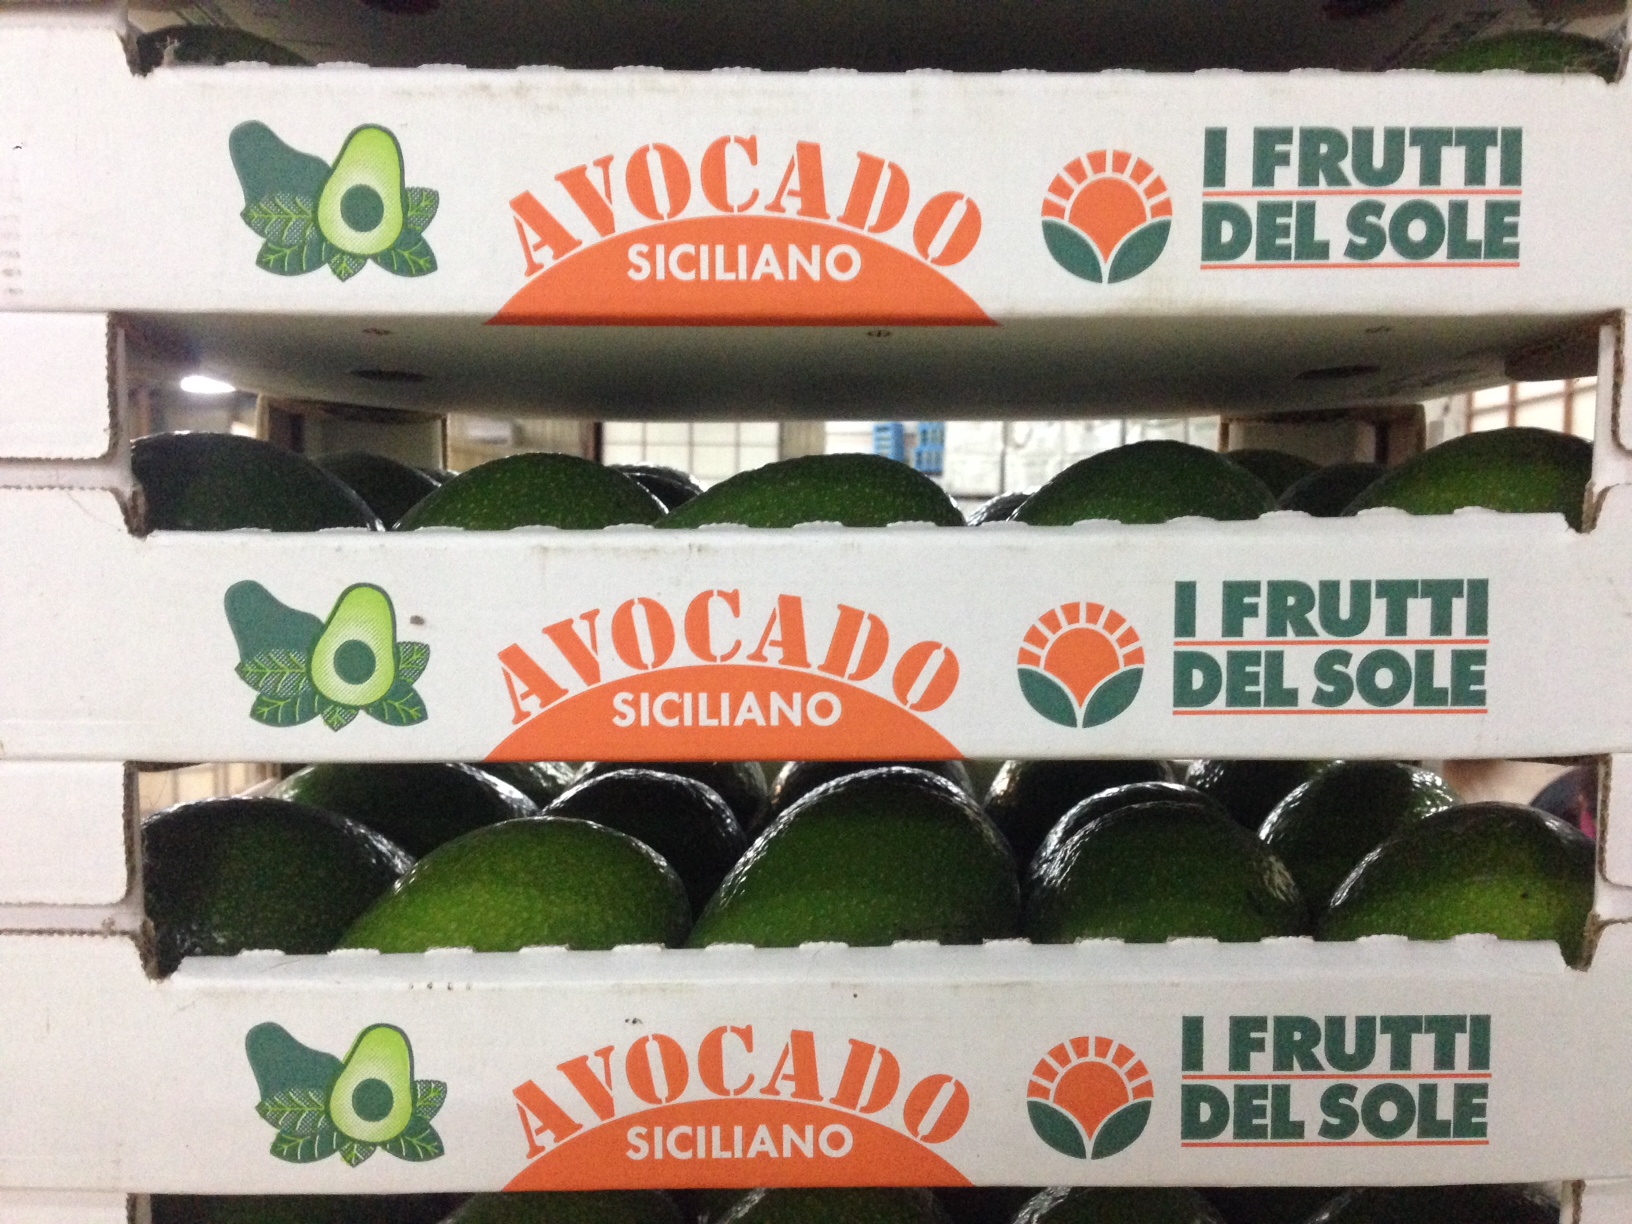 AVOCADO
SICILIANO
I FRUTTI
DEL SOLE
AVOCADO
SICILIANO
I FRUTTI
DEL SOLE
AVOCADO
SICILIANO
I FRUTTI
DEL SOLE